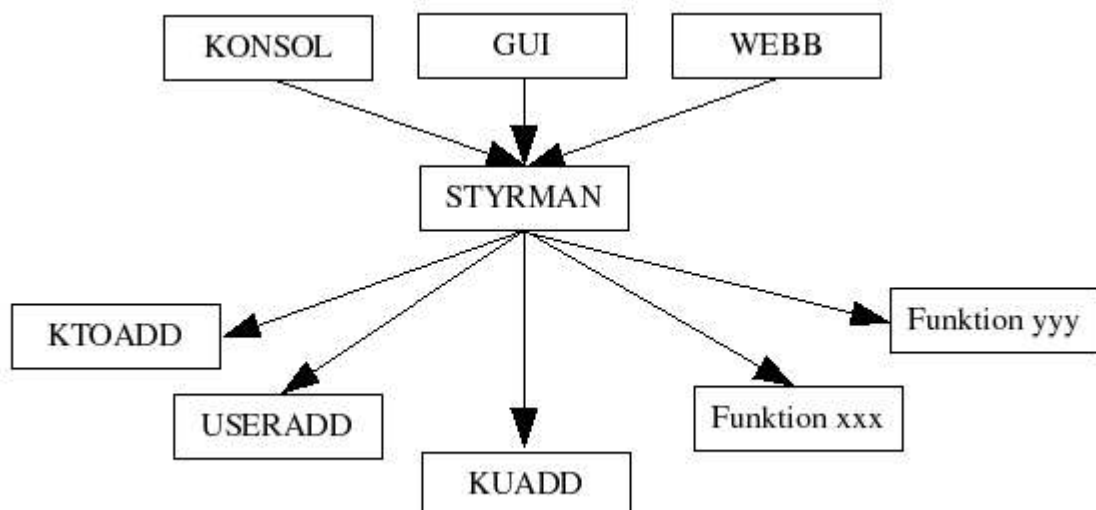 KONSOL
GUI
WEBB
STYRMAN
KTOADD
USERADD
KUADD
Funktion xxx
Funktion yyy